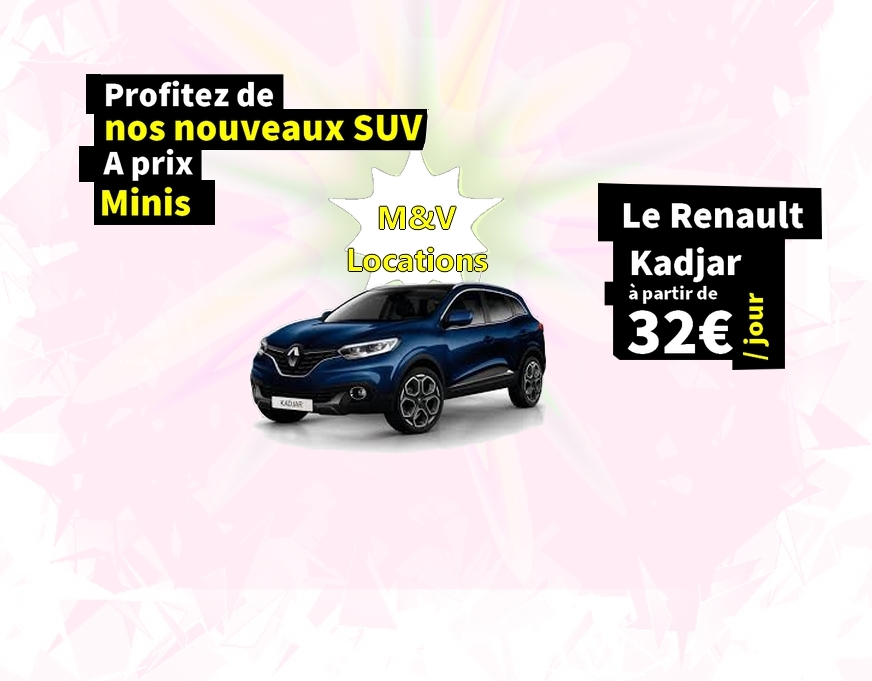 Profitez de
nos nouveaux SUV
A prix
Minis
M&V
Locations
Le Renault
Kadjar
à partir de
32€
/ jour
KADJAR